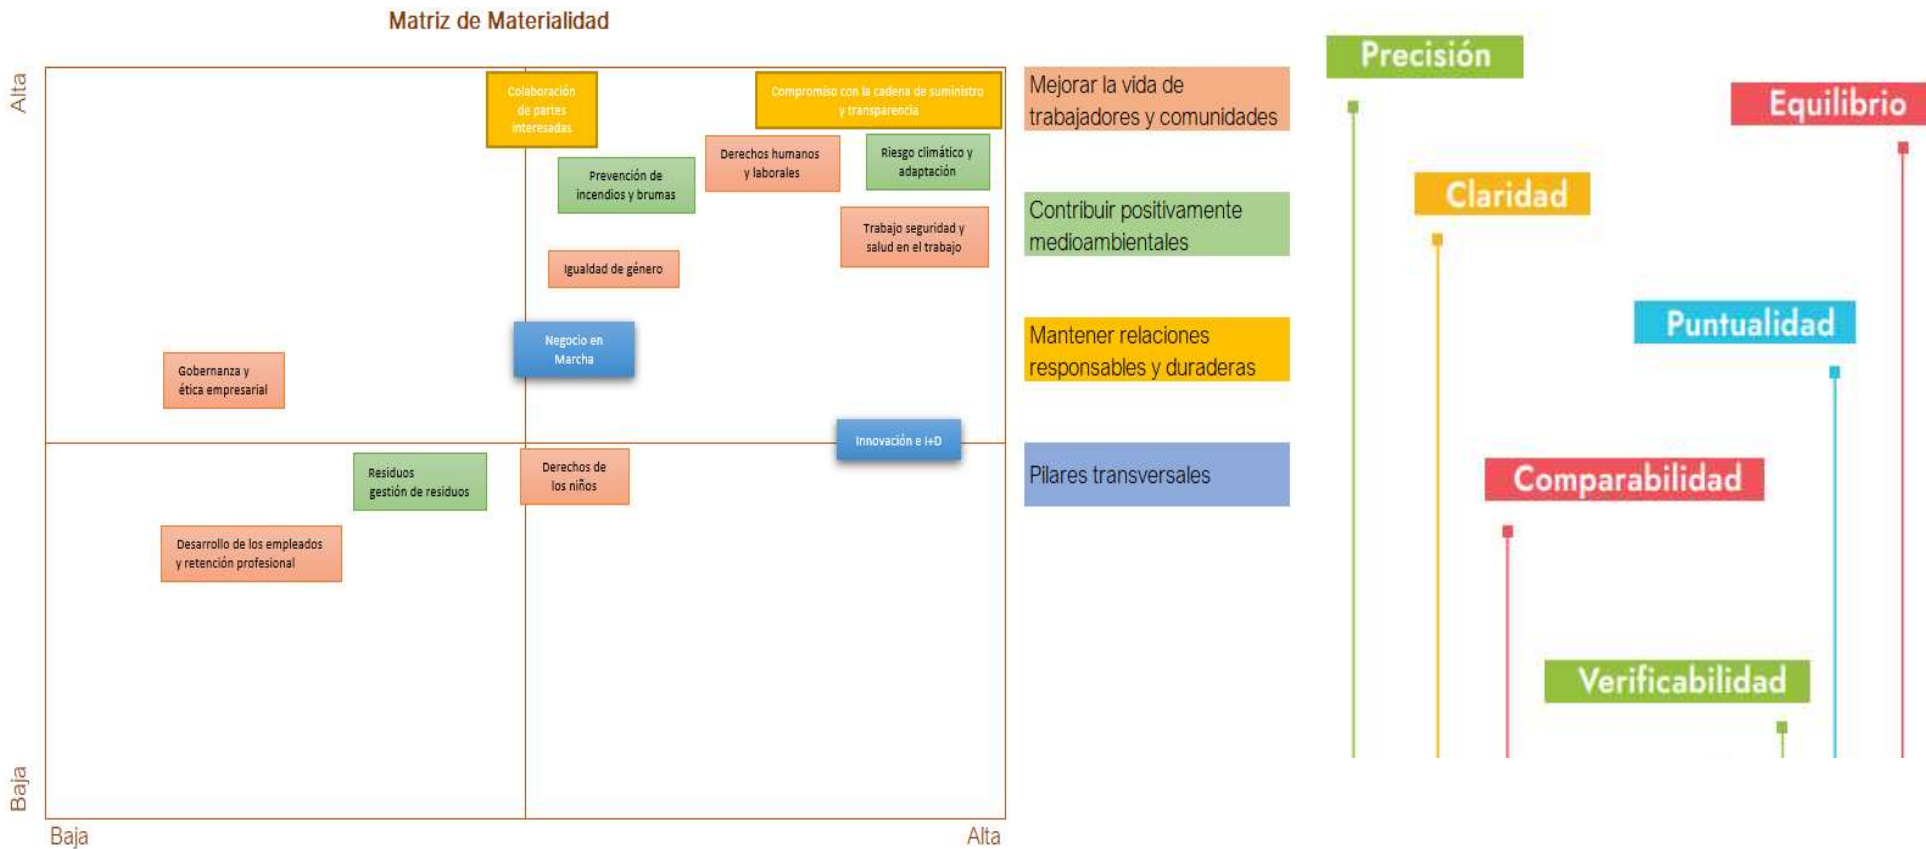 Matriz de Materialidad
Alta
Colaboración
de partes
interesadas
Compromiso con la cadena de suministro
y transparencia
Prevención de
incendios y brumas
Derechos humanos
y laborales
Riesgo climático y
adaptación
Trabajo seguridad y
salud en el trabajo
Igualdad de género
Negocio en
Marcha
Gobernanza y
ética empresarial
Innovación e I+D
Residuos
gestión de residuos
Derechos de
los niños
Desarrollo de los empleados
y retención profesional
Baja
Baja
Alta
Mejorar la vida de
trabajadores y comunidades
Contribuir positivamente
medioambientales
Mantener relaciones
responsables y duraderas
Pilares transversales
Precisión
Equilibrio
Claridad
Puntualidad
Comparabilidad
Verificabilidad